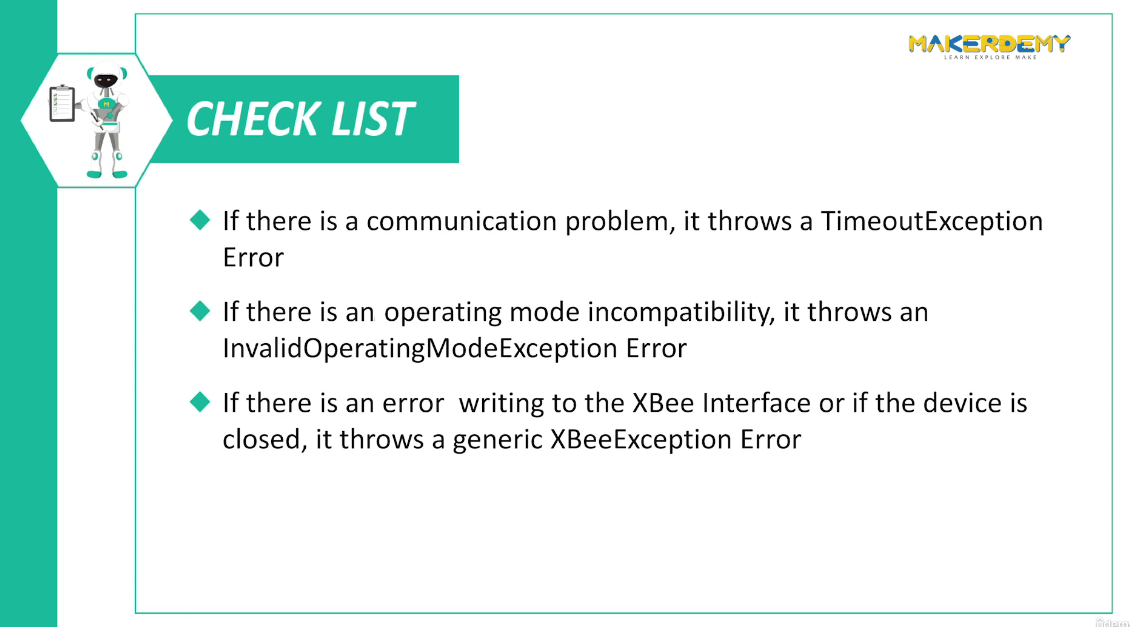 MAKERDEMY
LEARN EXPLORE MAKE
CHECK LIST
If there is a communication problem, it throws a TimeoutException
Error
If there is an operating mode incompatibility, it throws an
InvalidOperatingModeException Error
If there is an error writing to the XBee Interface or if the device is
closed, it throws a generic XBeeException Error